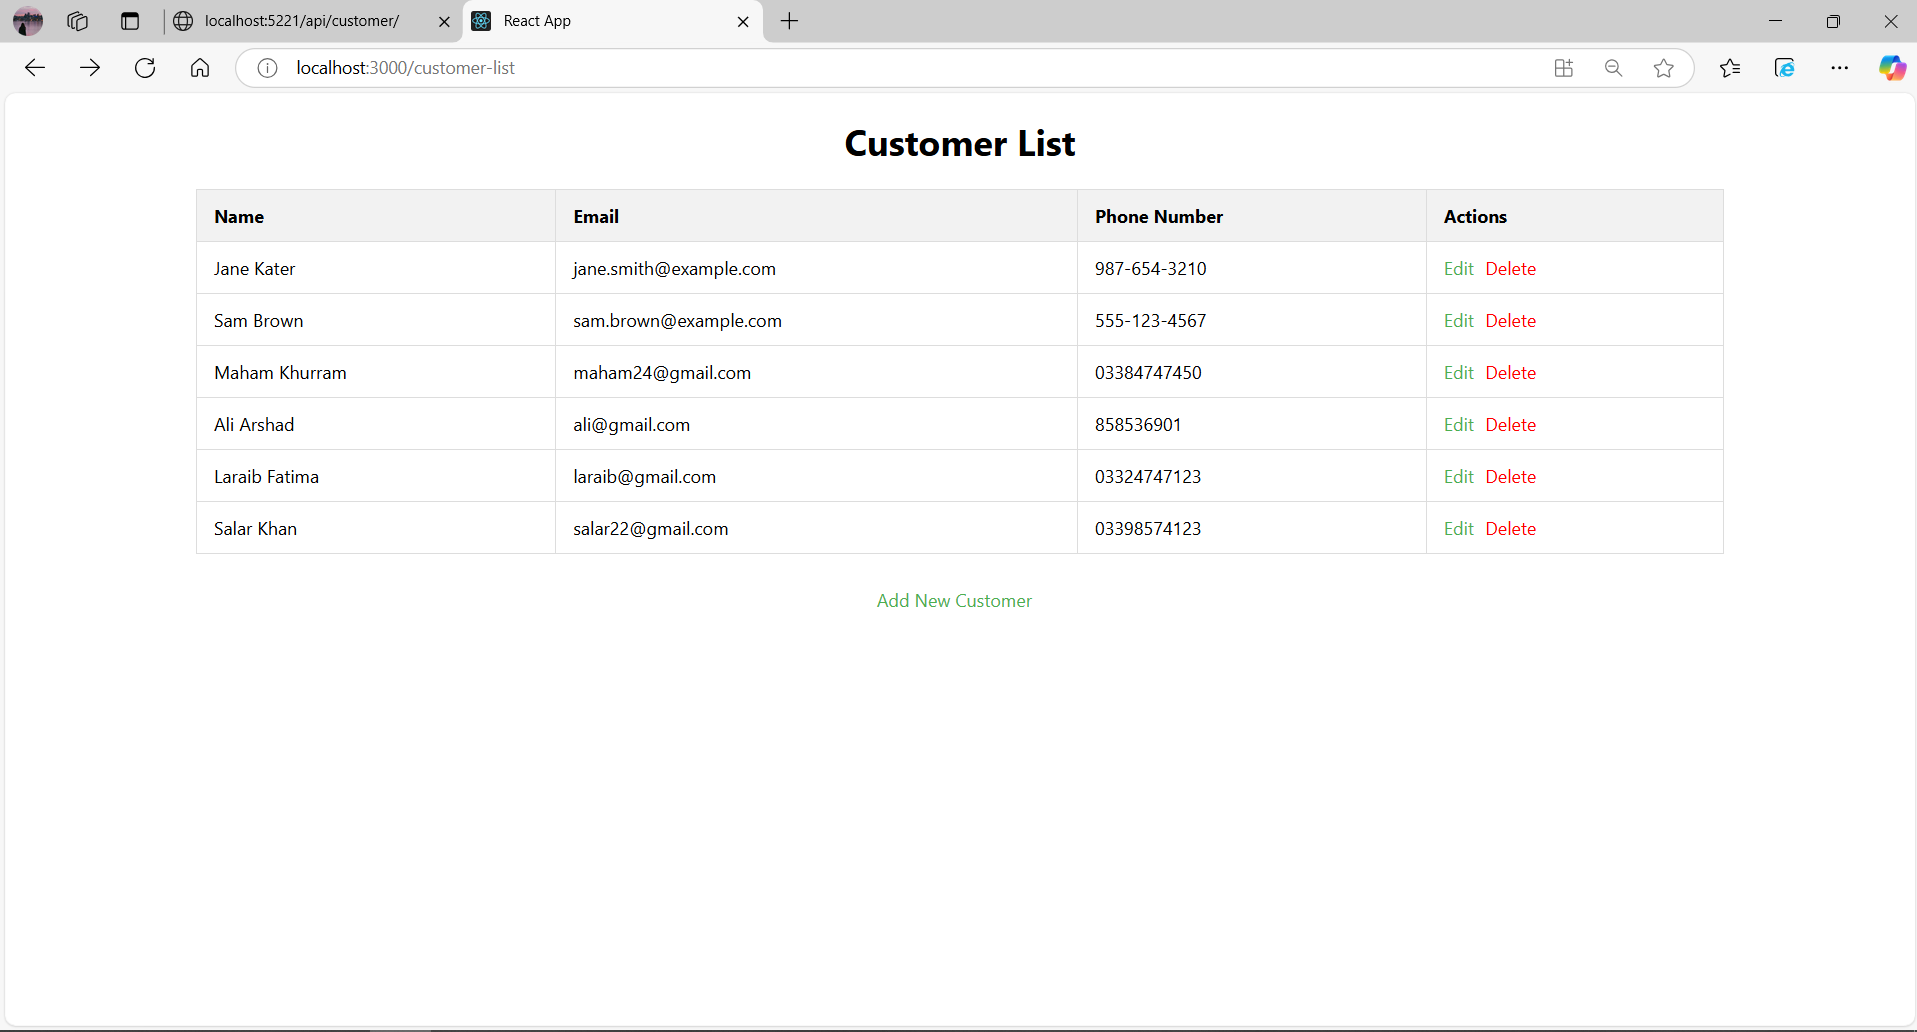 localhost:5221/api/customer/ React App
localhost:3000/customer-list
Customer List
Name Email Phone Number Actions
Jane Kater jane.smith@example.com 987-654-3210 Edit Delete
Sam Brown sam.brown@example.com 555-123-4567 Edit Delete
Maham Khurram maham24@gmail.com 03384747450 Edit Delete
Ali Arshad ali@gmail.com 858536901 Edit Delete
Laraib Fatima laraib@gmail.com 03324747123 Edit Delete
Salar Khan salar22@gmail.com 03398574123 Edit Delete
Add New Customer